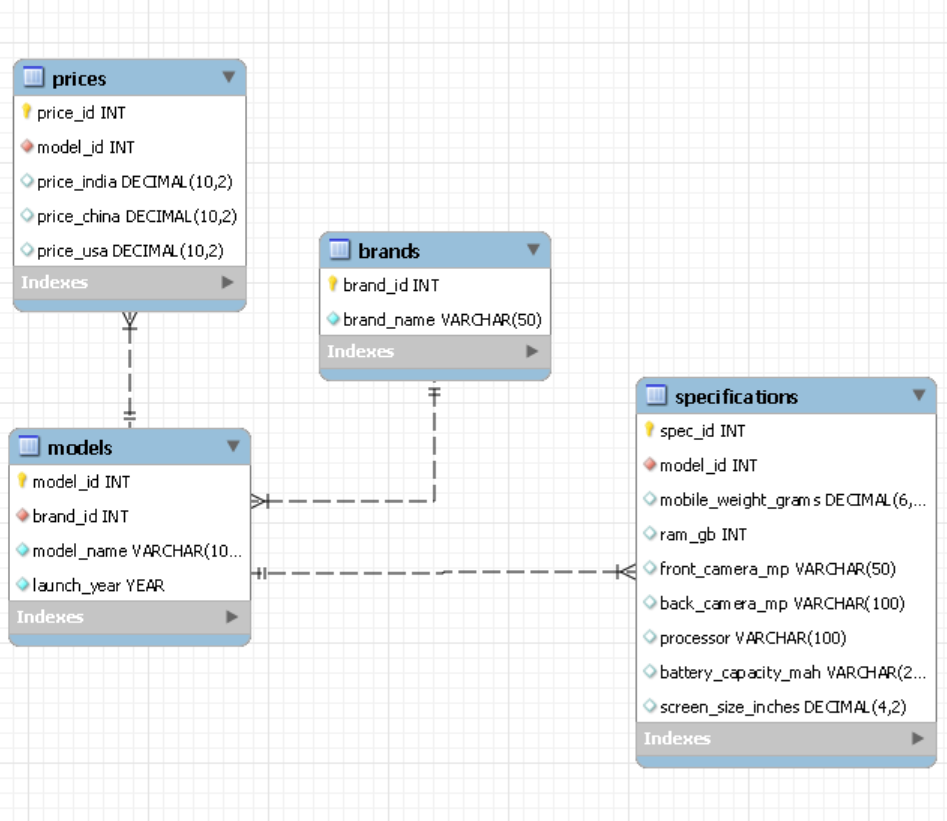 prices
price_id INT
model_id INT
price_india DECIMAL(10,2)
price_china DECIMAL(10,2)
price_usa DECIMAL(10,2)
Indexes
brands
brand_id INT
brand_name VARCHAR(50)
Indexes
models
model_id INT
brand_id INT
model_name VARCHAR(10...
launch_year YEAR
Indexes
specifications
spec_id INT
model_id INT
mobile_weight_grams DECIMAL(6,...
ram_gb INT
front_camera_mp VARCHAR(50)
back_camera_mp VARCHAR(100)
processor VARCHAR(100)
battery_capacity_mah VARCHAR(2...
screen_size_inches DECIMAL(4,2)
Indexes